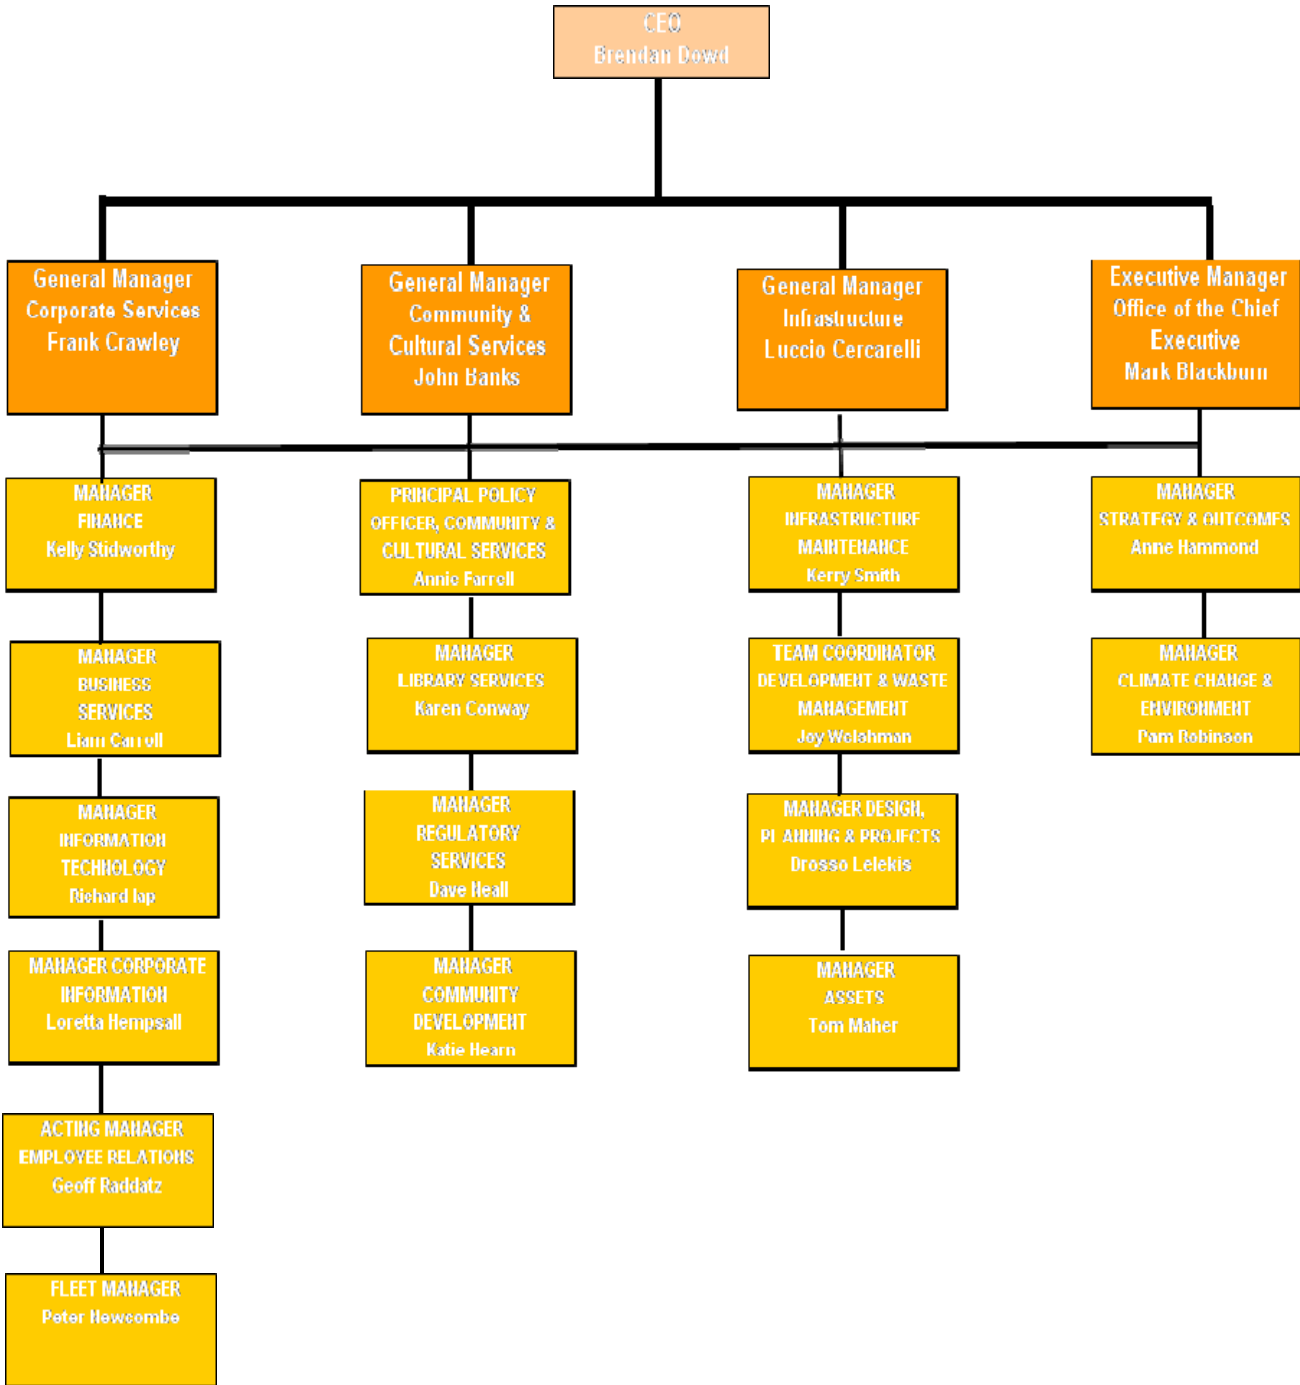 CEO
Brendan Dowd
General Manager
Corporate Services
Frank Crawley
General Manager
Community &
Cultural Services
John Banks
General Manager
Infrastructure
Luccio Cercarelli
Executive Manager
Office of the Chief
Executive
Mark Blackburn
MANAGER
FINANCE
Kelly Stidworthy
PRINCIPAL POLICY
OFFICER, COMMUNITY &
CULTURAL SERVICES
Annie Farrell
MANAGER
INFRASTRUCTURE
MAINTENANCE
Kerry Smith
MANAGER
STRATEGY & OUTCOMES
Anne Hammond
MANAGER
BUSINESS
SERVICES
Liam Carroll
MANAGER
LIBRARY SERVICES
Karen Conway
TEAM COORDINATOR
DEVELOPMENT & WASTE
MANAGEMENT
Joy
MANAGER
CLIMATE CHANGE &
ENVIRONMENT
Pam Robinson
MANAGER
INFORMATION
TECHNOLOGY
Richard
MANAGER
REGULATORY
SERVICES
Dave Neall
MANAGER DESIGN,
PLANNING & PROJECTS
Drosso Lelekis
MANAGER CORPORATE
INFORMATION
Loretta Hempsall
MANAGER
COMMUNITY
DEVELOPMENT
Katie Hearn
MANAGER
ASSETS
Tom Maher
ACTING MANAGER
EMPLOYEE RELATIONS
Geoff Raddatz
FLEET MANAGER
Peter Newcombe